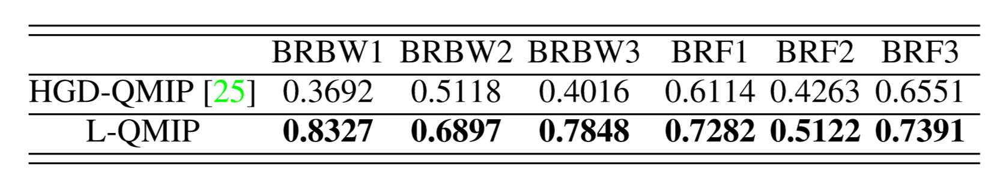 BRBW1 BRBW2 BRBW3 BRF1 BRF2 BRF3
HGD-QMIP [25] 0.3692 0.5118 0.4016 0.6114 0.4263 0.6551
L-QMIP 0.8327 0.6897 0.7848 0.7282 0.5122 0.7391